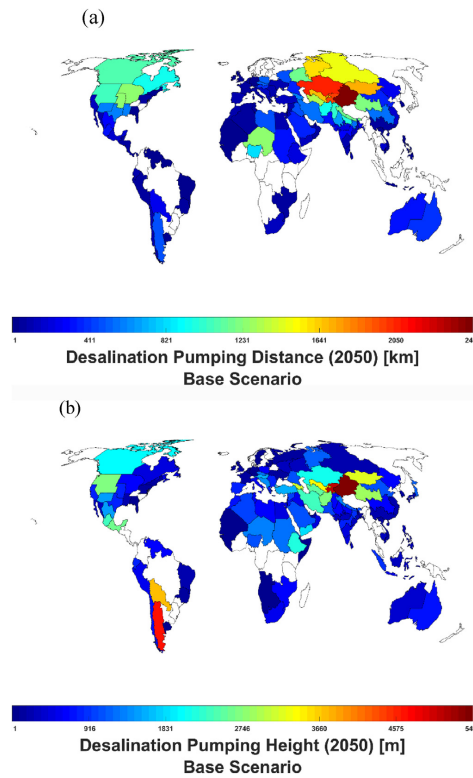 (a)
1 411 821 1231 1641 2050 24
Desalination Pumping Distance (2050) [km]
Base Scenario
(b)
1 916 1831 2746 3660 4575 54
Desalination Pumping Height (2050) [m]
Base Scenario